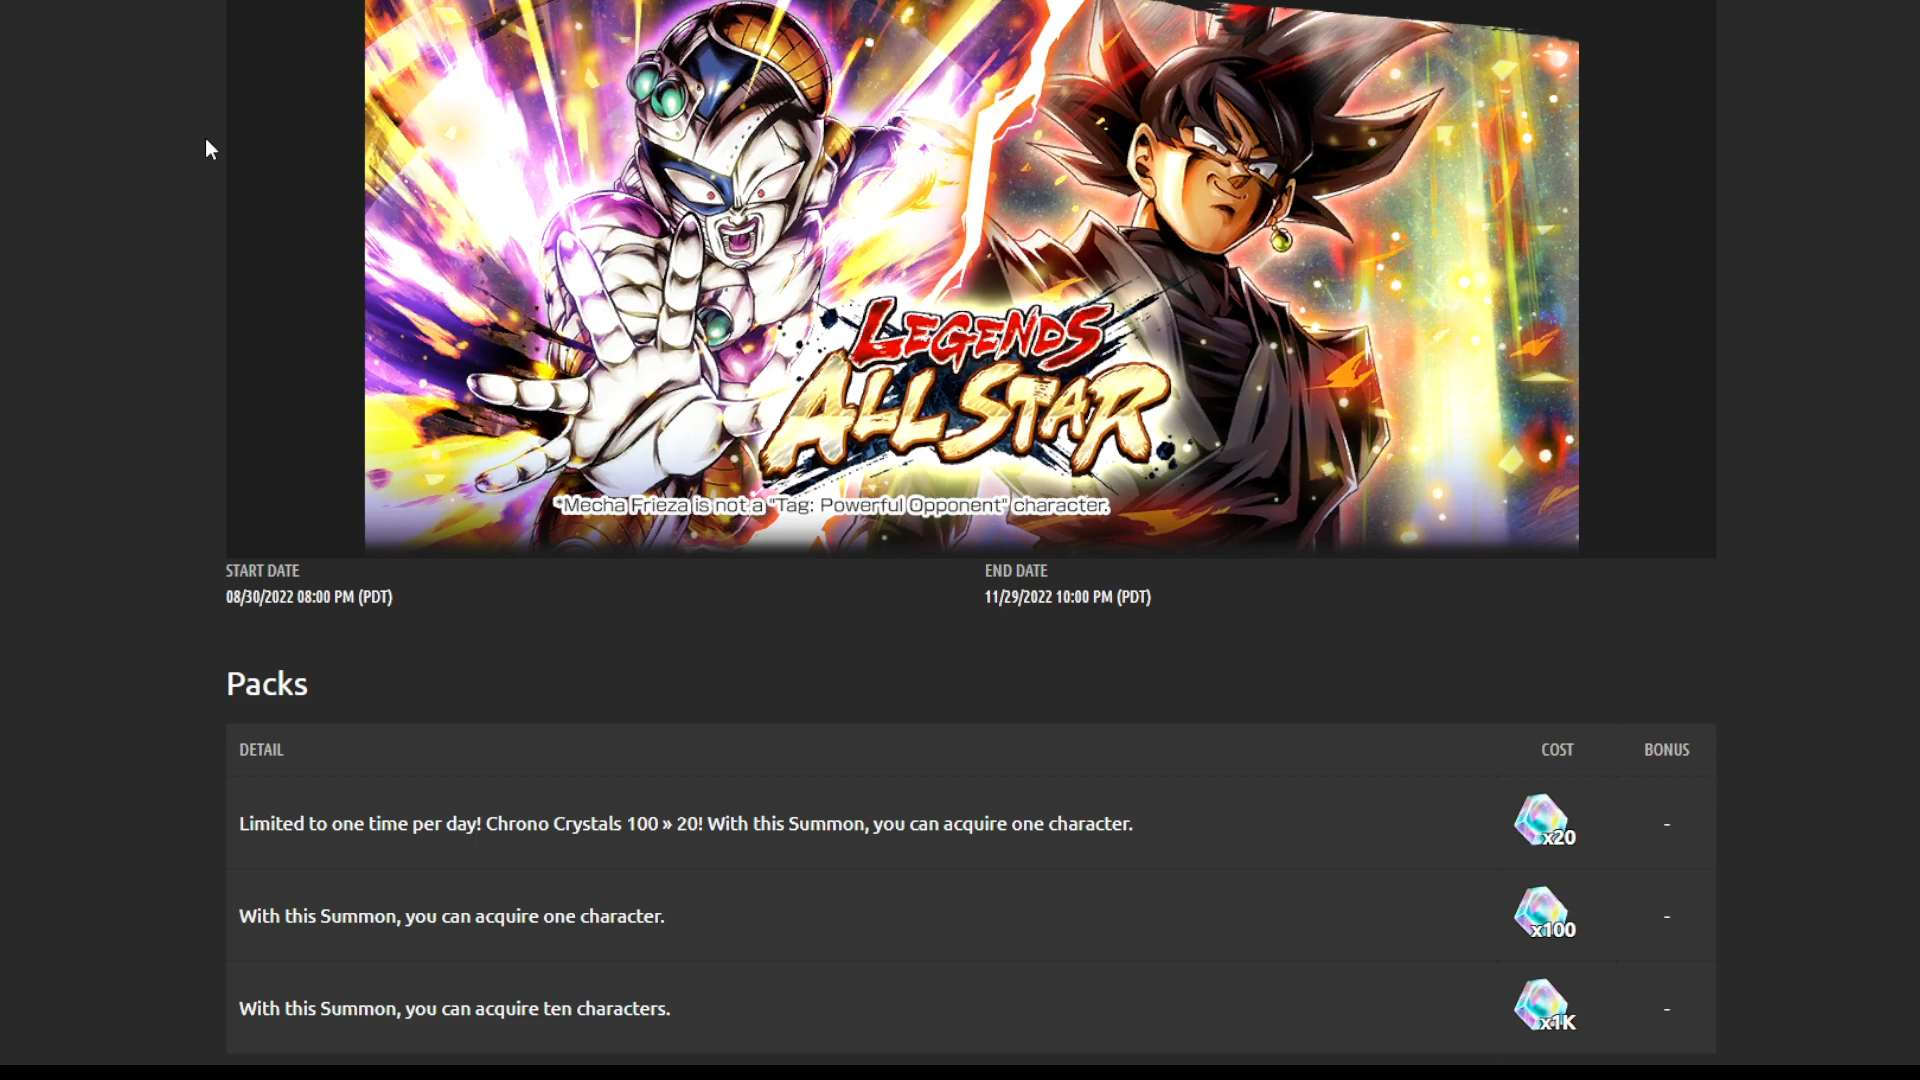 LEGENDS
ALL STAR
*Mecha Frieza is not a "Tag: Powerful Opponent" character.
START DATE
08/30/2022 08:00 PM (PDT)
END DATE
11/29/2022 10:00 PM (PDT)
Packs
DETAIL COST BONUS
Limited to one time per day! Chrono Crystals 100 » 20! With this Summon, you can acquire one character. x20 -
With this Summon, you can acquire one character. x100 -
With this Summon, you can acquire ten characters. x1K -